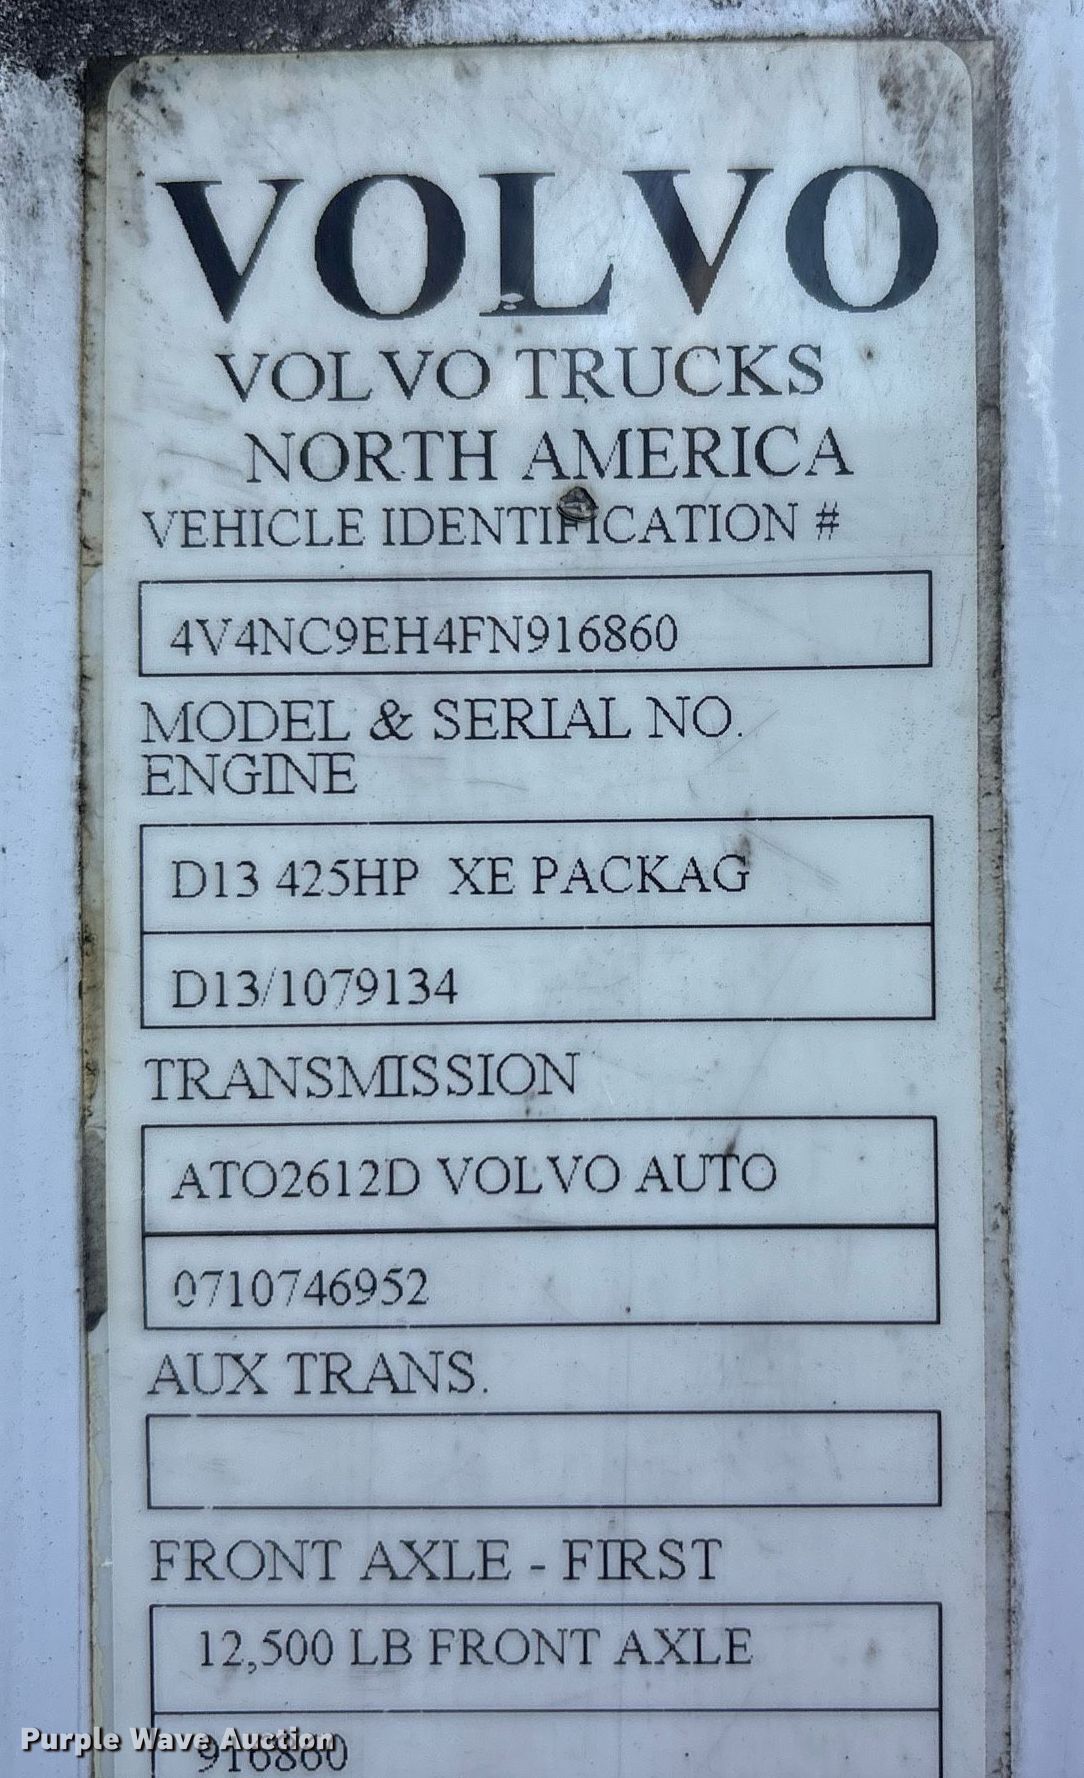 VOLVO
VOLVO TRUCKS
NORTH AMERICA
VEHICLE IDENTIFICATION #
4V4NC9EH4FN916860
MODEL & SERIAL NO.
ENGINE
D13 425HP XE PACKAG
D13/1079134
TRANSMISSION
ATO2612D VOLVO AUTO
0710746952
AUX TRANS.
FRONT AXLE - FIRST
12,500 LB FRONT AXLE
916860
Purple Wave Auction